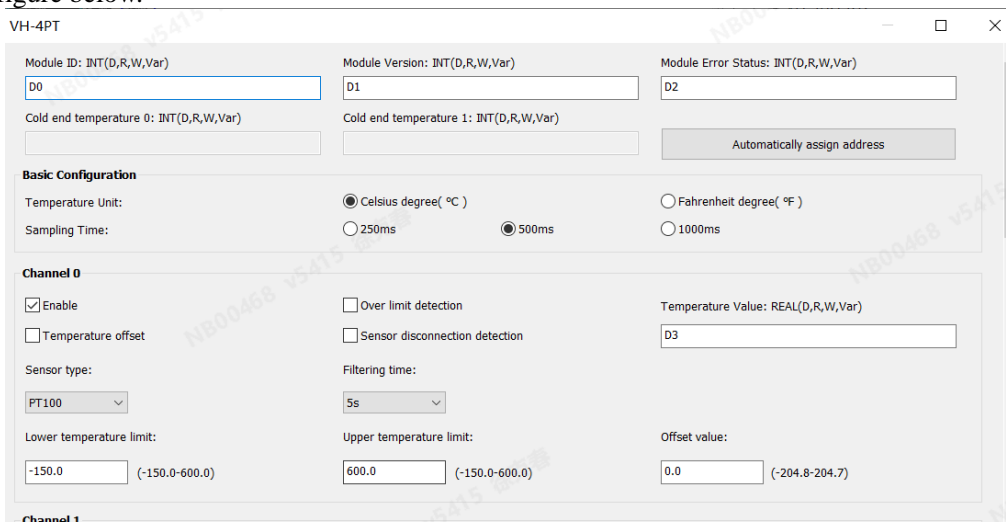 figure below.
VH-4PT
Module ID: INT(D,R,W,Var) Module Version: INT(D,R,W,Var) Module Error Status: INT(D,R,W,Var)
D0 D1 D2
Cold end temperature 0: INT(D,R,W,Var) Cold end temperature 1: INT(D,R,W,Var)
Automatically assign address
Basic Configuration
Temperature Unit: Celsius degree( ºC ) Fahrenheit degree( ºF )
Sampling Time: 250ms 500ms 1000ms
Channel 0
Enable Over limit detection Temperature Value: REAL(D,R,W,Var)
Temperature offset Sensor disconnection detection D3
Sensor type: Filtering time:
PT100 5s
Lower temperature limit: Upper temperature limit: Offset value:
-150.0 (-150.0-600.0) 600.0 (-150.0-600.0) 0.0 (-204.8-204.7)
Channel 1
NB00468 v5415